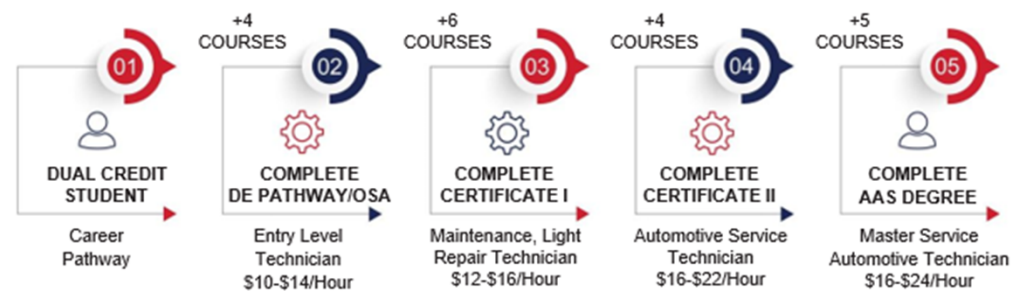 01
DUAL CREDIT
STUDENT
Career
Pathway
+4
COURSES
02
COMPLETE
DE PATHWAY/OSA
Entry Level
Technician
$10-$14/Hour
+6
COURSES
03
COMPLETE
CERTIFICATE I
Maintenance, Light
Repair Technician
$12-$16/Hour
+4
COURSES
04
COMPLETE
CERTIFICATE II
Automotive Service
Technician
$16-$22/Hour
+5
COURSES
05
COMPLETE
AAS DEGREE
Master Service
Automotive Technician
$16-$24/Hour